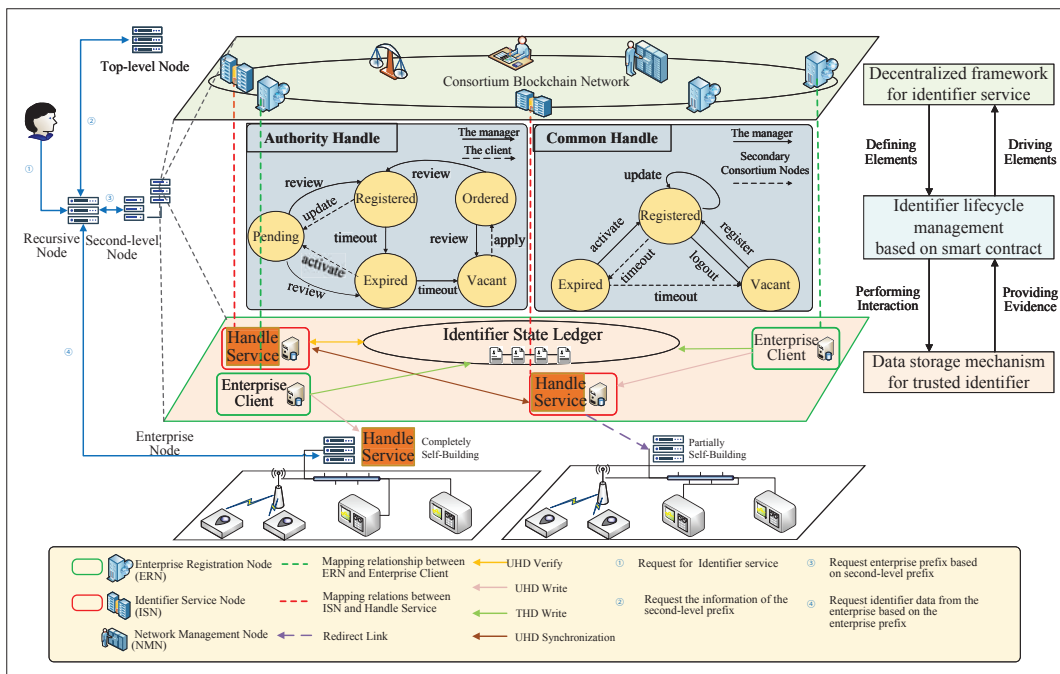 Top-level Node
②
①
③
Recursive
Node
Second-level
Node
④
Consortium Blockchain Network
Authority Handle
The manager
The client
review
review
Registered
Ordered
update
Pending
timeout
review
apply
activate
review
Expired
timeout
Vacant
Common Handle
The manager
Secondary
Consortium Nodes
update
Registered
activate
register
timeout
logout
Expired
timeout
Vacant
Decentralized framework
for identifier service
Defining
Elements
Driving
Elements
Identifier lifecycle
management
based on smart contract
Performing
Interaction
Providing
Evidence
Data storage mechanism
for trusted identifier
Handle
Service
Identifier State Ledger
Enterprise
Client
Enterprise
Client
Handle
Service
Enterprise
Node
Handle
Service
Completely
Self-Building
Partially
Self-Building
Enterprise Registration Node
(ERN)
Identifier Service Node
(ISN)
Network Management Node
(NMN)
Mapping relationship between
ERN and Enterprise Client
Mapping relations between
ISN and Handle Service
Redirect Link
UHD Verify
UHD Write
THD Write
UHD Synchronization
① Request for Identifier service
② Request the information of the
second-level prefix
③ Request enterprise prefix based
on second-level prefix
④ Request identifier data from the
enterprise based on the
enterprise prefix